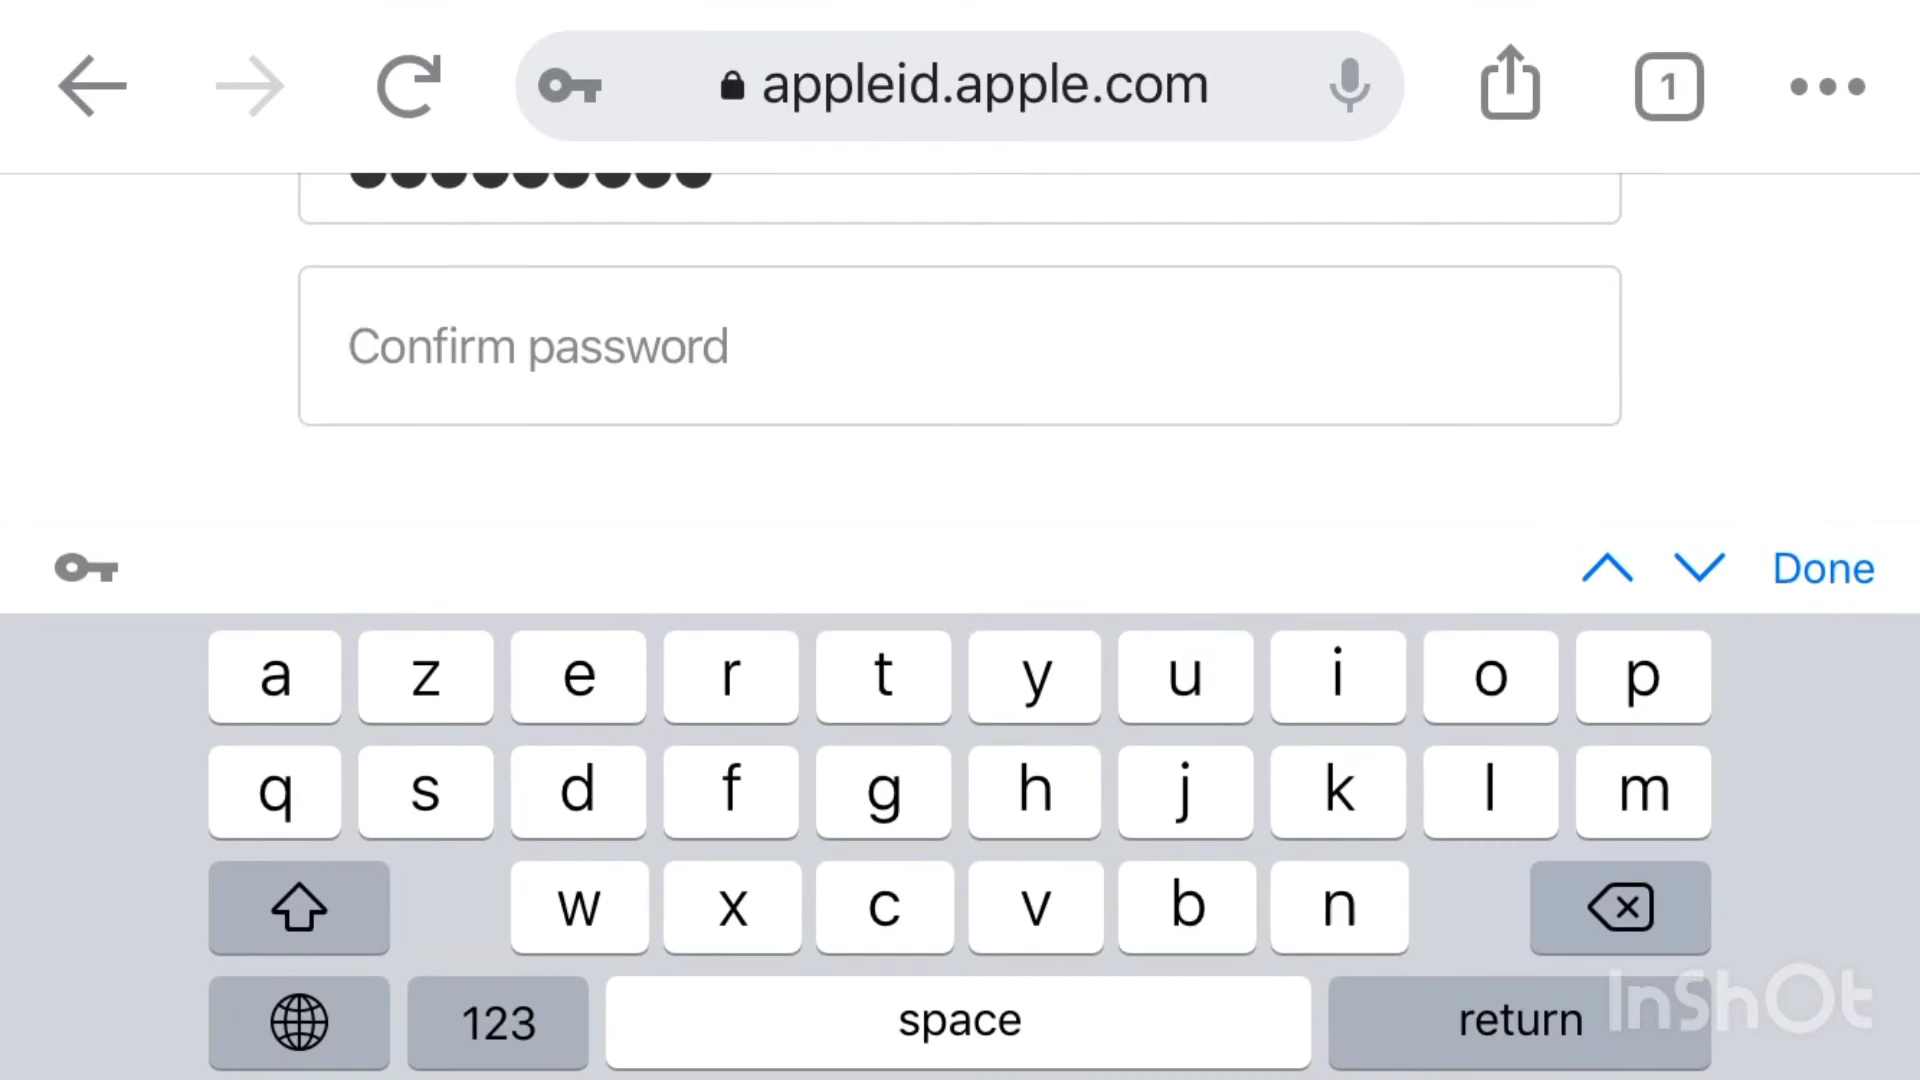 appleid.apple.com
1
•••••••••
Confirm password
Done
a z e r t y u i o p
q s d f g h j k l m
w x c v b n
123 space return
InShOt